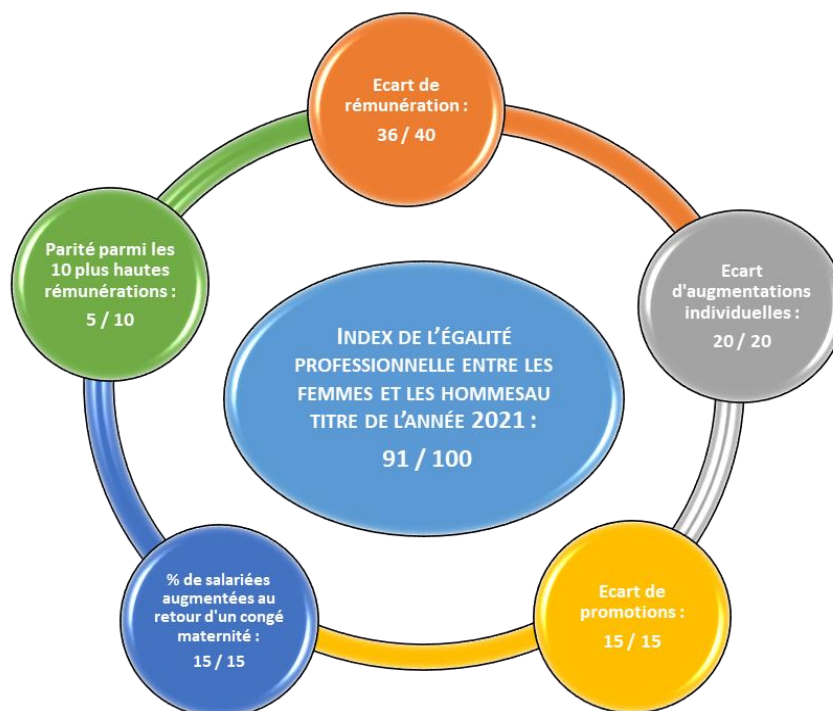 Ecart de
rémunération :
36 / 40
Ecart
d'augmentations
individuelles :
20 / 20
Ecart de
promotions :
15 / 15
% de salariées
augmentées au
retour d'un congé
maternité :
15 / 15
Parité parmi les
10 plus hautes
rémunérations :
5 / 10
INDEX DE L'ÉGALITÉ
PROFESSIONNELLE ENTRE LES
FEMMES ET LES HOMMESAU
TITRE DE L'ANNÉE 2021 :
91 / 100